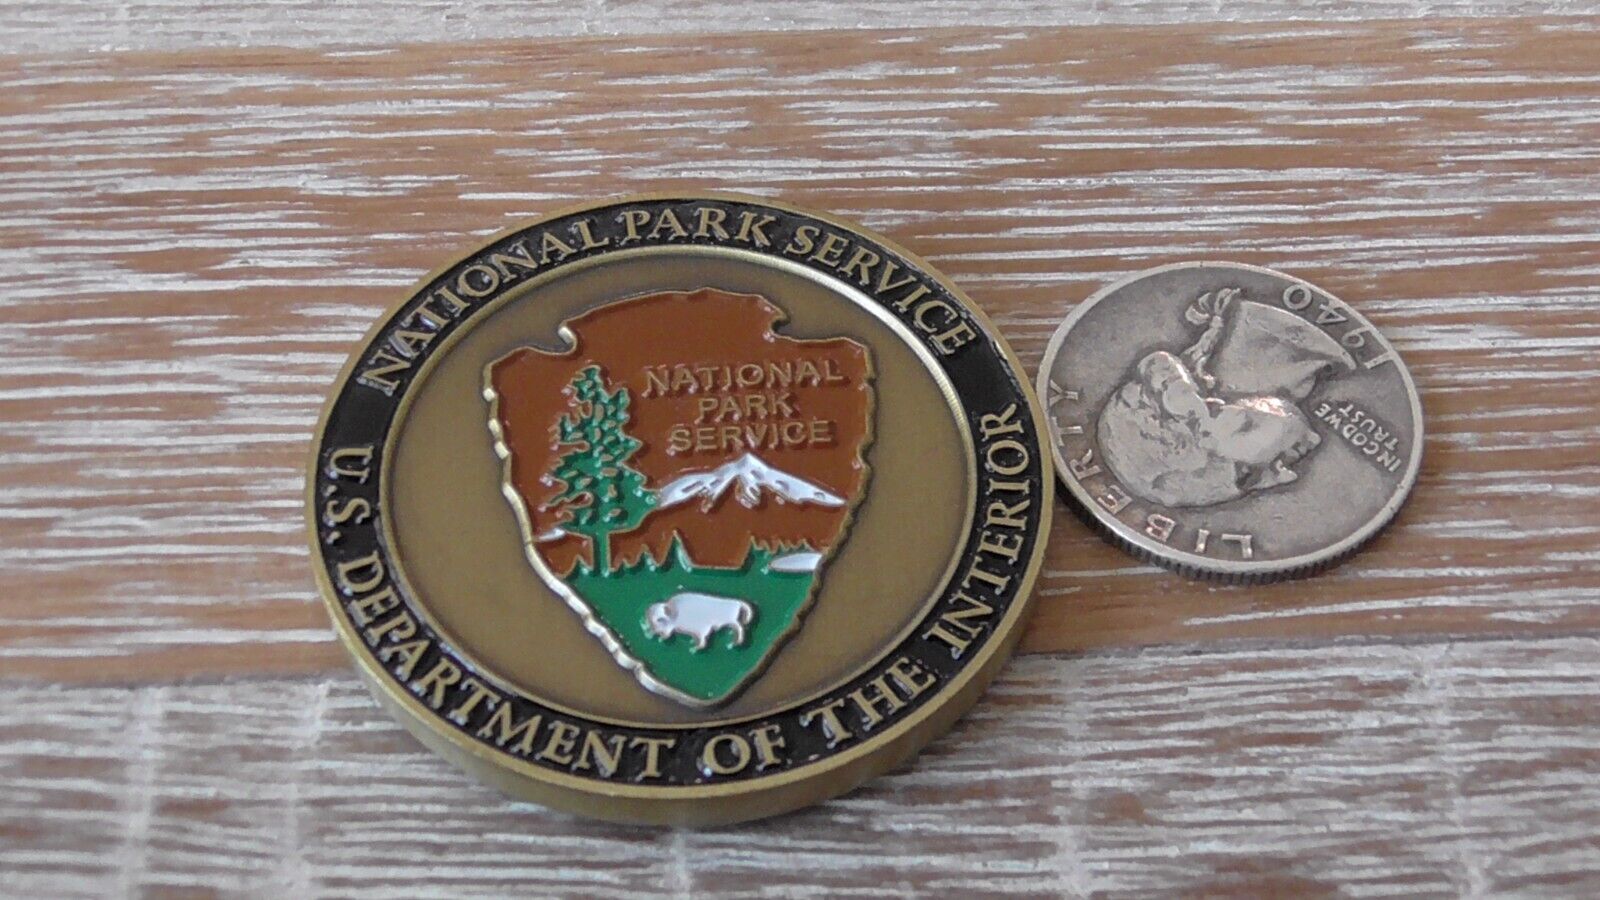 NATIONAL PARK SERVICE
U.S. DEPARTMENT OF THE INTERIOR
NATIONAL
PARK
SERVICE
LIBERTY
IN GOD WE
TRUST
1940